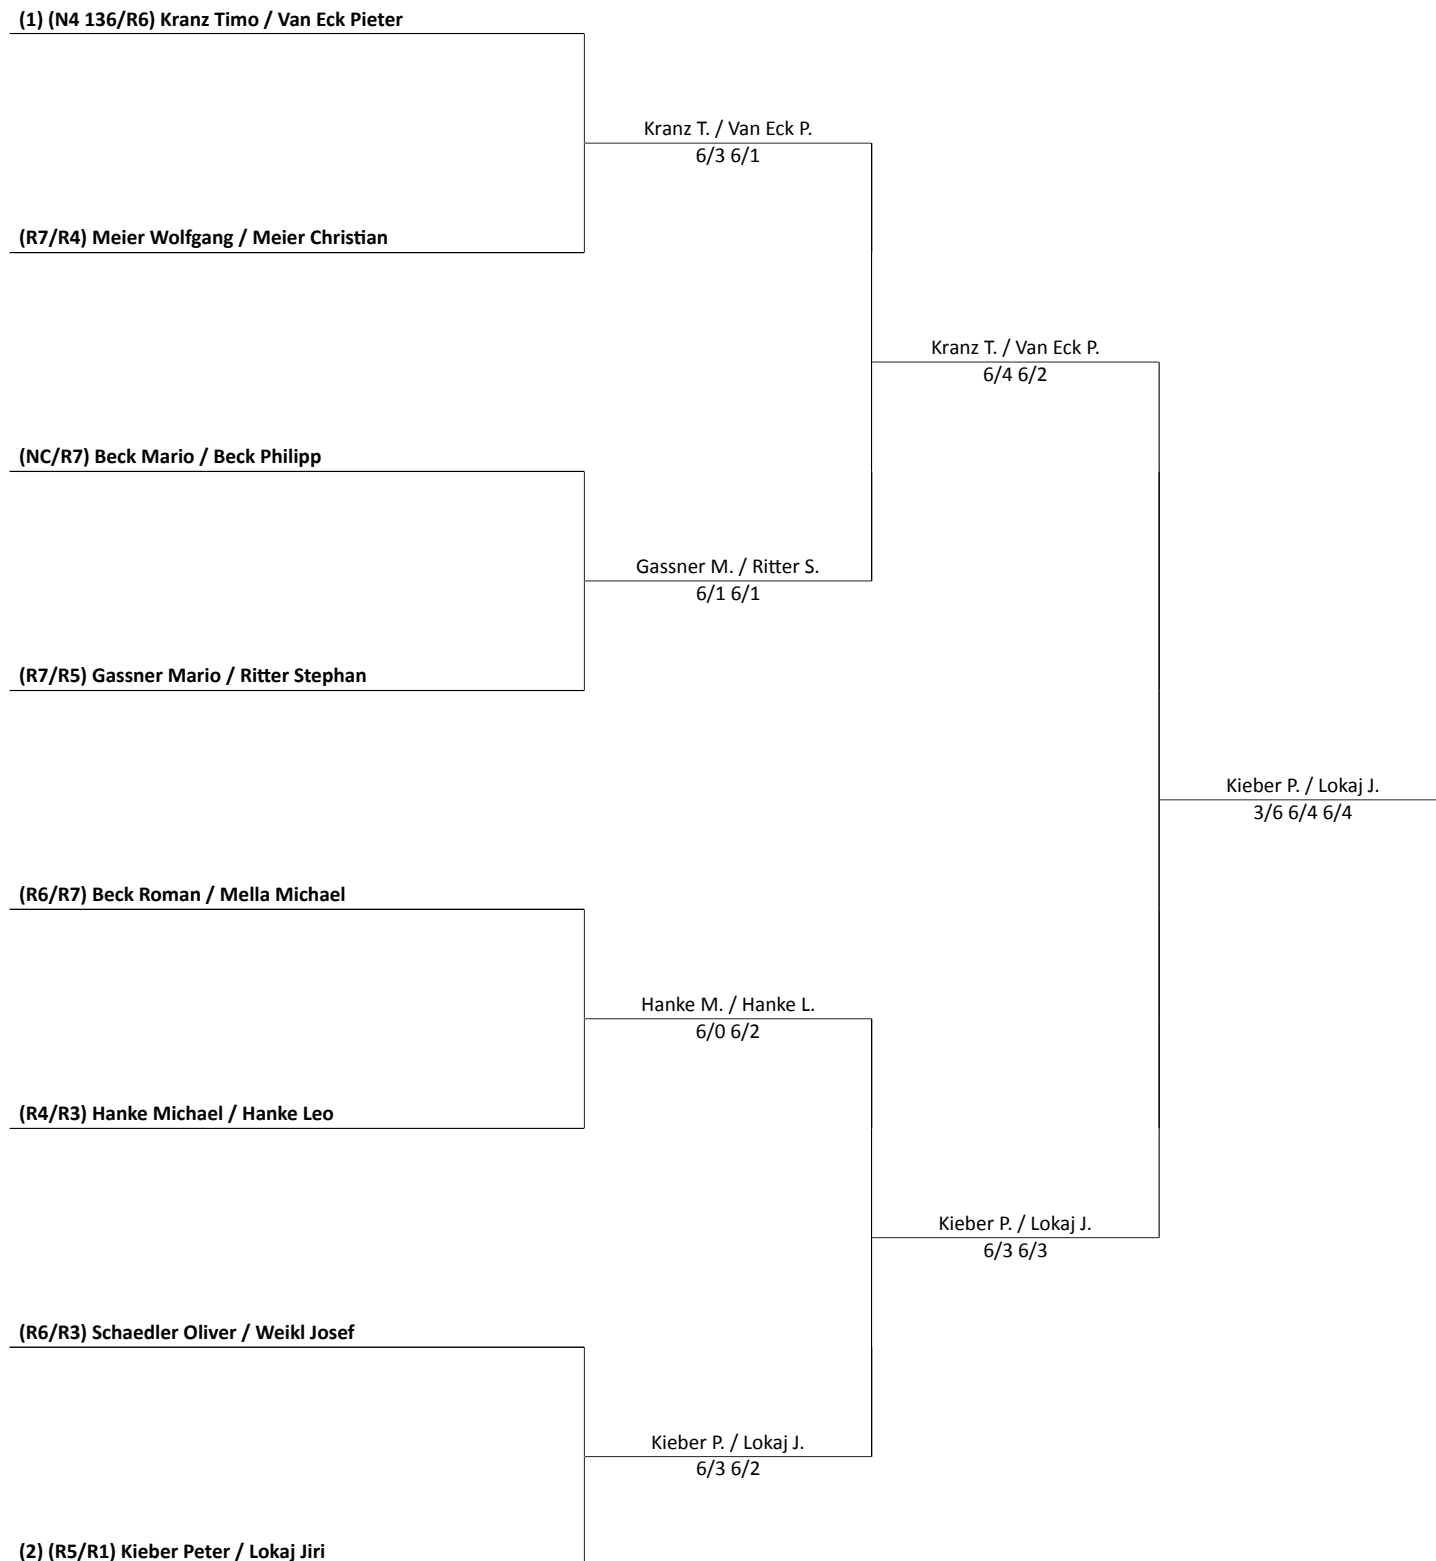 (1) (N4 136/R6) Kranz Timo / Van Eck Pieter
Kranz T. / Van Eck P.
6/3 6/1
(R7/R4) Meier Wolfgang / Meier Christian
Kranz T. / Van Eck P.
6/4 6/2
(NC/R7) Beck Mario / Beck Philipp
Gassner M. / Ritter S.
6/1 6/1
(R7/R5) Gassner Mario / Ritter Stephan
Kieber P. / Lokaj J.
3/6 6/4 6/4
(R6/R7) Beck Roman / Mella Michael
Hanke M. / Hanke L.
6/0 6/2
(R4/R3) Hanke Michael / Hanke Leo
Kieber P. / Lokaj J.
6/3 6/3
(R6/R3) Schaedler Oliver / Weikl Josef
Kieber P. / Lokaj J.
6/3 6/2
(2) (R5/R1) Kieber Peter / Lokaj Jiri